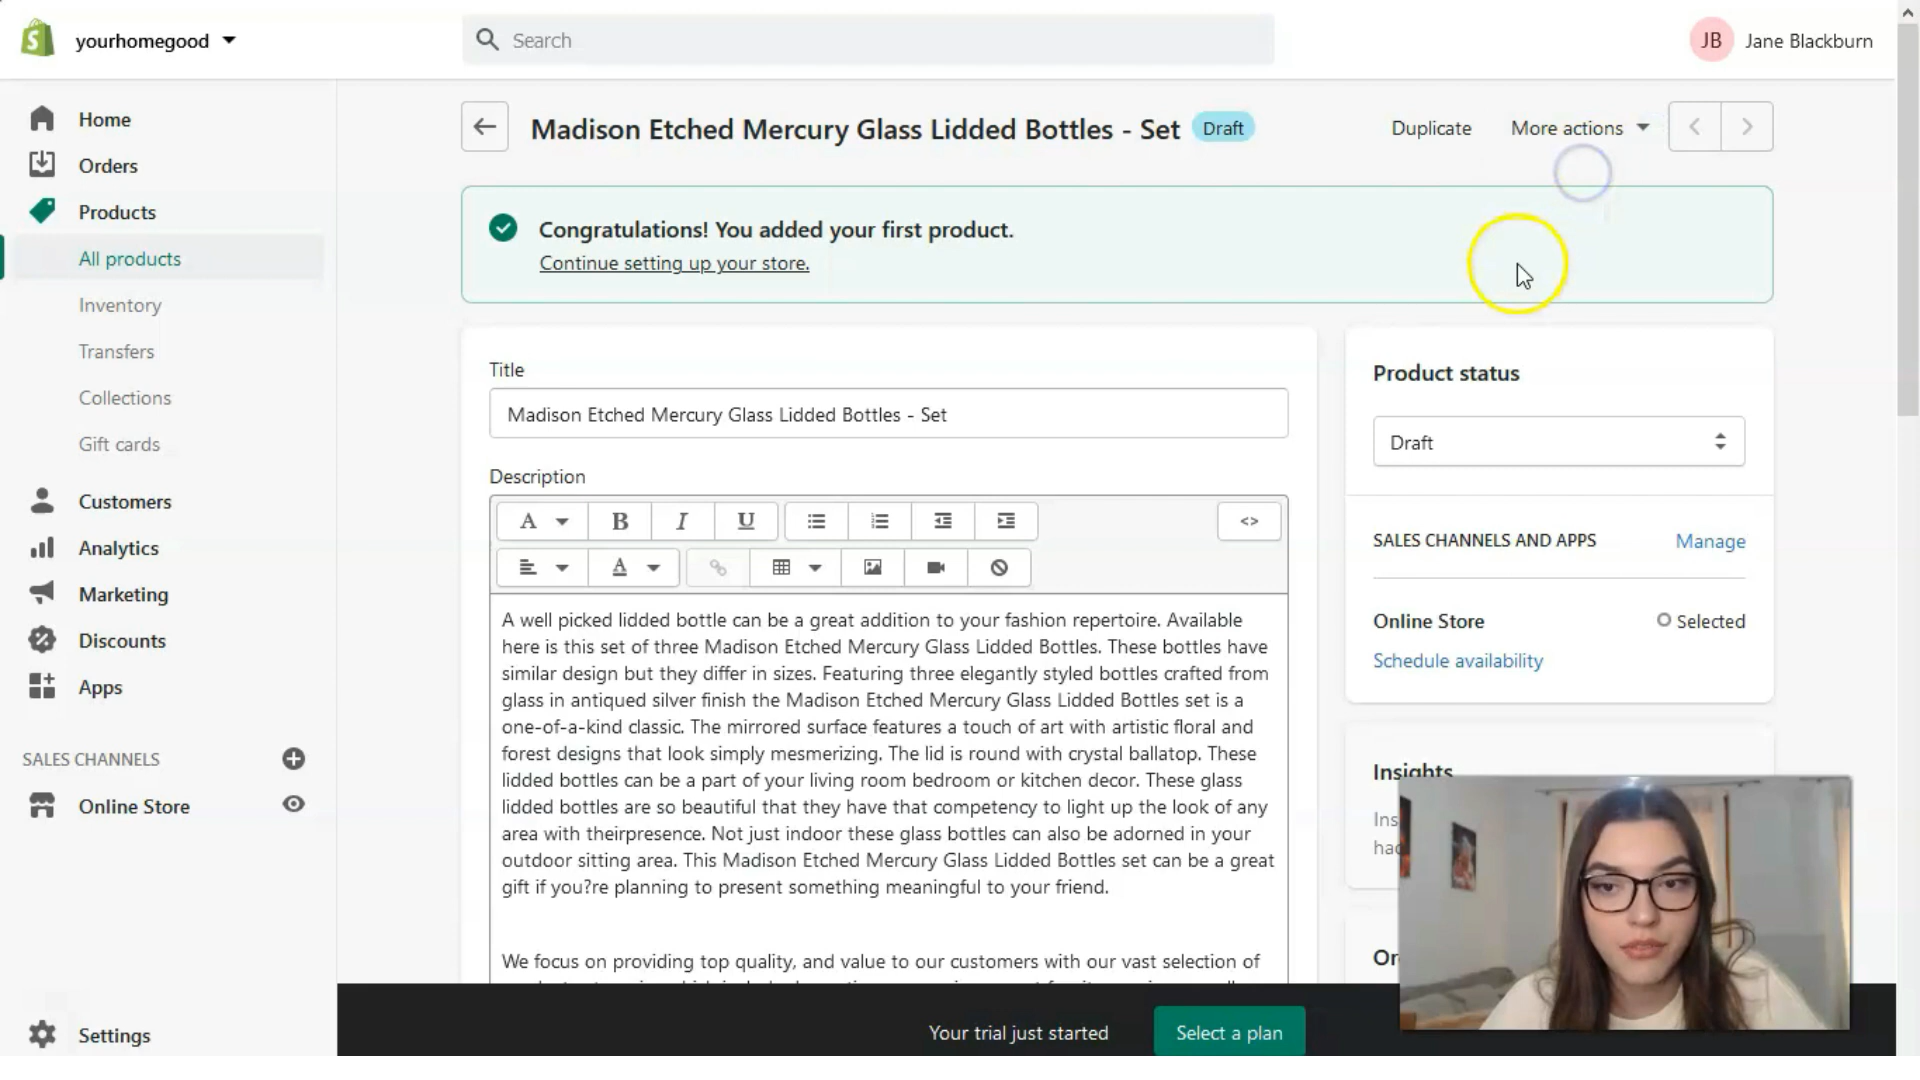 yourhomegood
Search
JB
Jane Blackburn
Home
Orders
Products
All products
Inventory
Transfers
Collections
Gift cards
Customers
Analytics
Marketing
Discounts
Apps
SALES CHANNELS
Online Store
Settings
Madison Etched Mercury Glass Lidded Bottles - Set
Draft
Duplicate
More actions
Congratulations! You added your first product.
Continue setting up your store.
Title
Madison Etched Mercury Glass Lidded Bottles - Set
Description
A
B
I
U
<>
A
A well picked lidded bottle can be a great addition to your fashion repertoire. Available
here is this set of three Madison Etched Mercury Glass Lidded Bottles. These bottles have
similar design but they differ in sizes. Featuring three elegantly styled bottles crafted from
glass in antiqued silver finish the Madison Etched Mercury Glass Lidded Bottles set is a
one-of-a-kind classic. The mirrored surface features a touch of art with artistic floral and
forest designs that look simply mesmerizing. The lid is round with crystal ballatop. These
lidded bottles can be a part of your living room bedroom or kitchen decor. These glass
lidded bottles are so beautiful that they have that competency to light up the look of any
area with theirpresence. Not just indoor these glass bottles can also be adorned in your
outdoor sitting area. This Madison Etched Mercury Glass Lidded Bottles set can be a great
gift if you?re planning to present something meaningful to your friend.
We focus on providing top quality, and value to our customers with our vast selection of
Product status
Draft
SALES CHANNELS AND APPS
Manage
Online Store
Selected
Schedule availability
Insights
Your trial just started
Select a plan